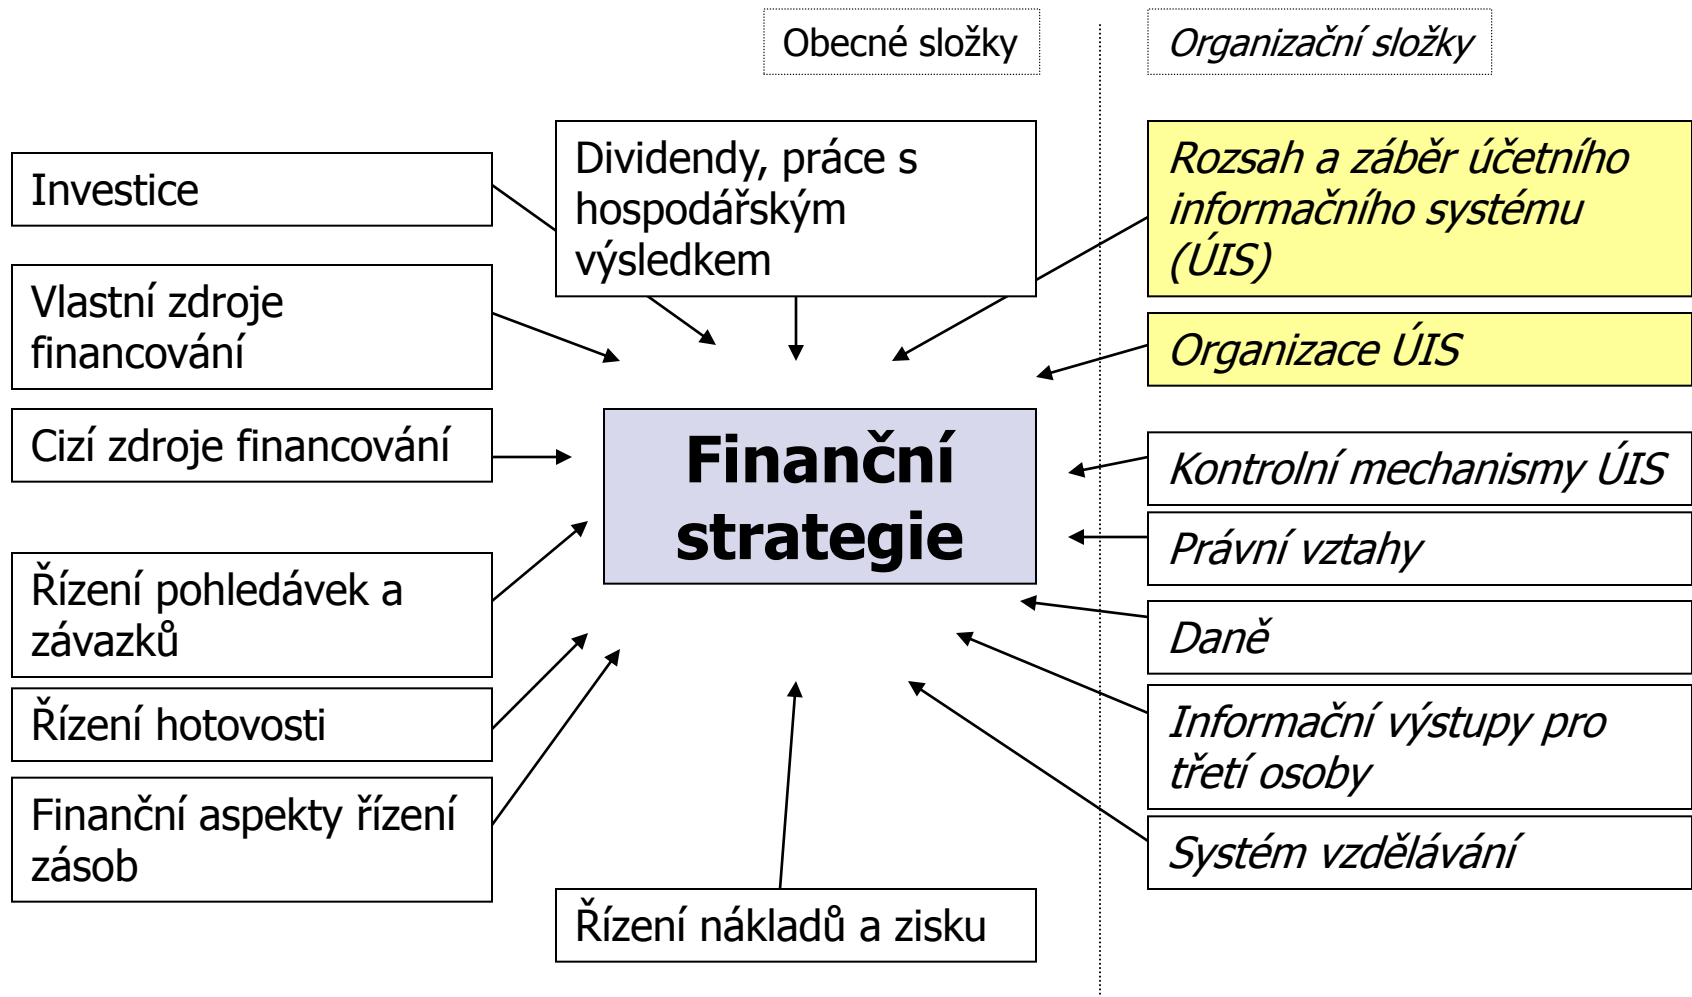 Obecné složky
Organizační složky
Investice
Vlastní zdroje
financování
Cizí zdroje financování
Řízení pohledávek a
závazků
Řízení hotovosti
Finanční aspekty řízení
zásob
Dividendy, práce s
hospodářským
výsledkem
Finanční
strategie
Řízení nákladů a zisku
Rozsah a záběr účetního
informačního systému
(ÚIS)
Organizace ÚIS
Kontrolní mechanismy ÚIS
Právní vztahy
Daně
Informační výstupy pro
třetí osoby
Systém vzdělávání